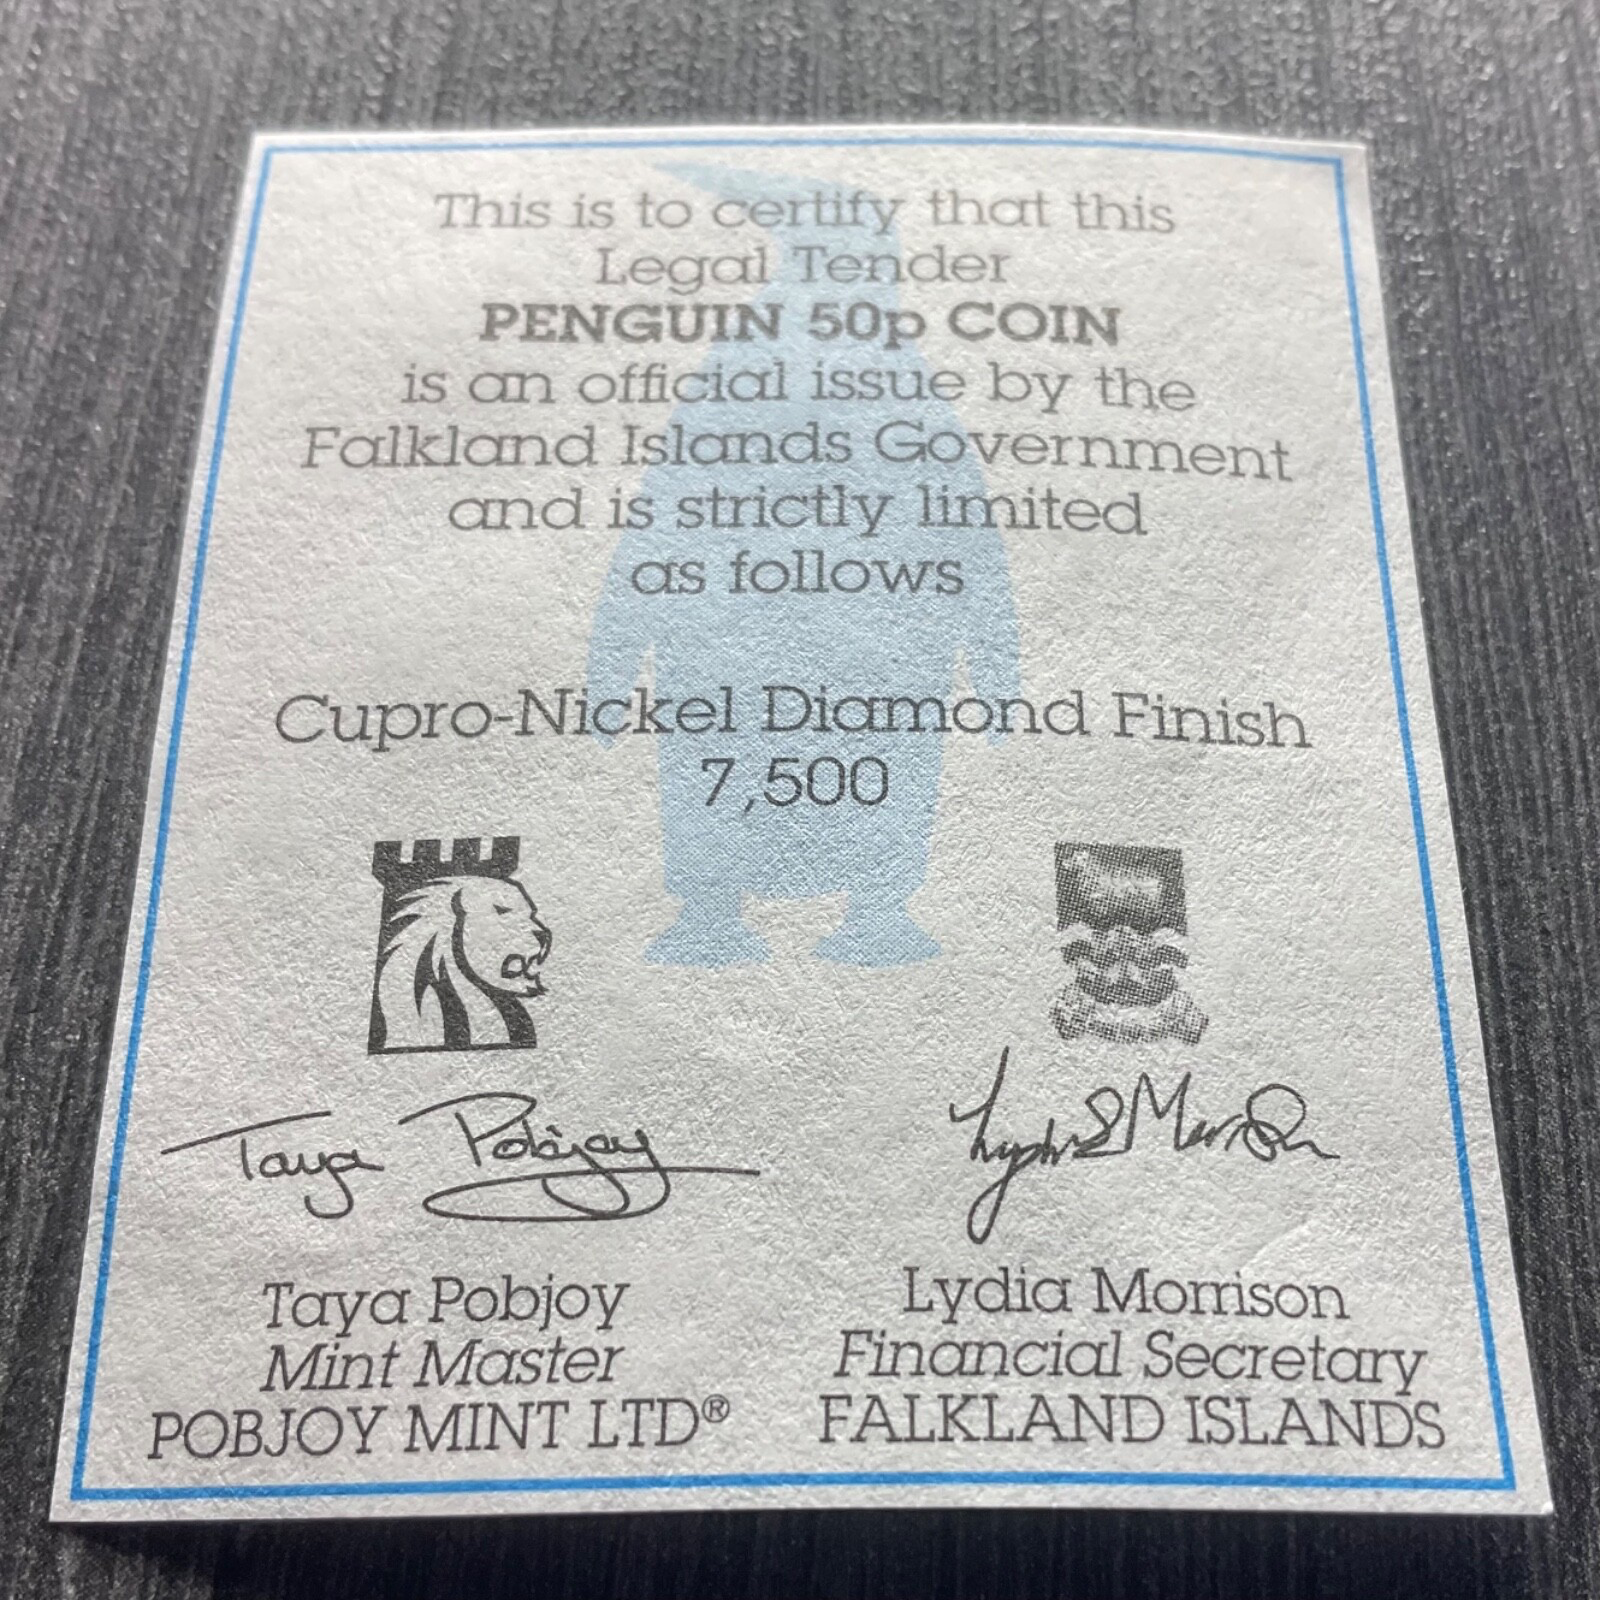 This is to certify that this
Legal Tender
PENGUIN 50p COIN
is an official issue by the
Falkland Islands Government
and is strictly limited
as follows
Cupro-Nickel Diamond Finish
7,500
Taya Pobjoy
Lydia Morrison
Taya Pobjoy
Mint Master
POBJOY MINT LTD®
Lydia Morrison
Financial Secretary
FALKLAND ISLANDS